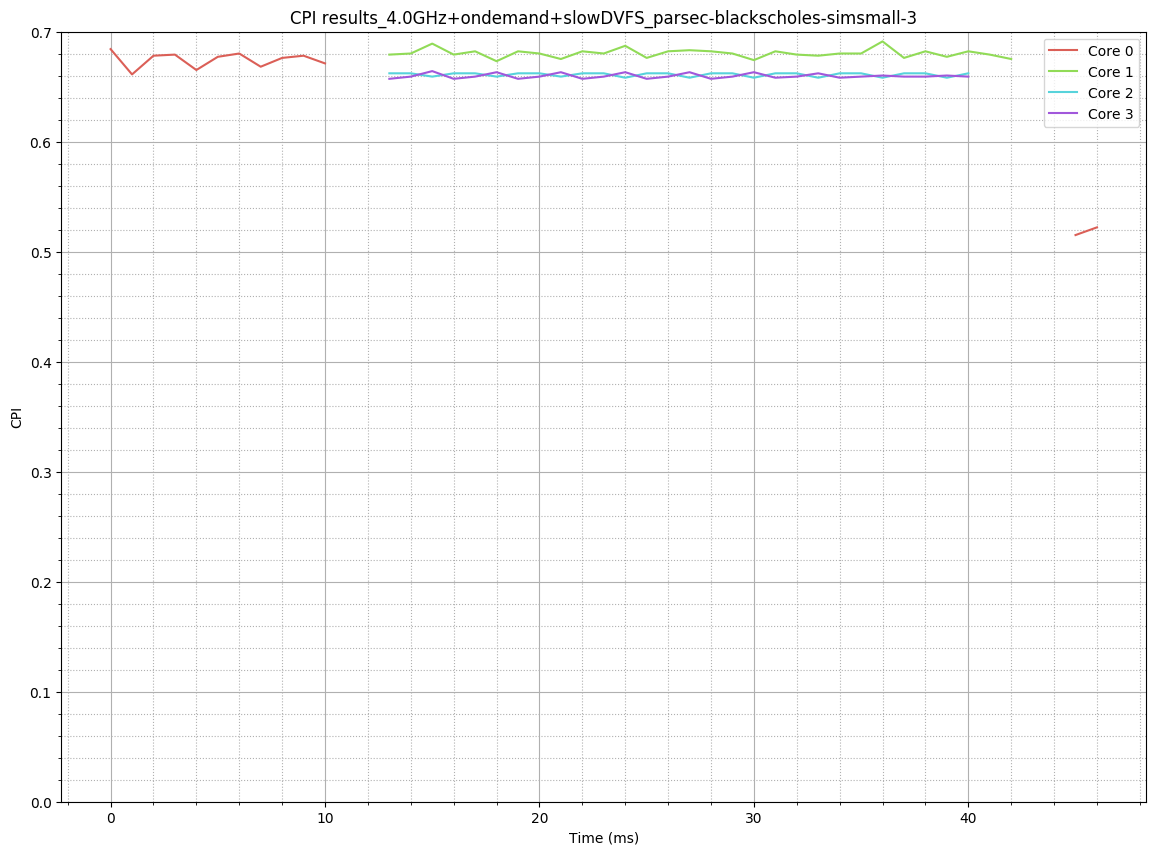 CPI results_4.0GHz+ondemand+slowDVFS_parsec-blackscholes-simsmall-3
Core 0
Core 1
Core 2
Core 3
CPI
0.7
0.6
0.5
0.4
0.3
0.2
0.1
0.0
0 10 20 30 40
Time (ms)